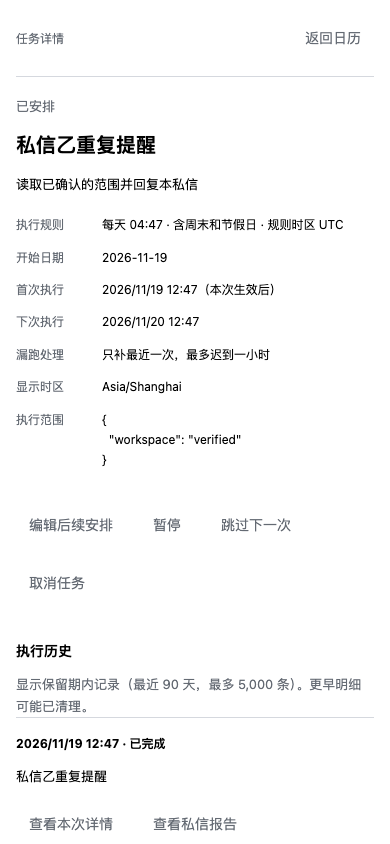 任务详情
返回日历
已安排
私信乙重复提醒
读取已确认的范围并回复本私信
执行规则 每天 04:47 · 含周末和节假日 · 规则时区 UTC
开始日期 2026-11-19
首次执行 2026/11/19 12:47（本次生效后）
下次执行 2026/11/20 12:47
漏跑处理 只补最近一次，最多迟到一小时
显示时区 Asia/Shanghai
执行范围 {
"workspace": "verified"
}
编辑后续安排 暂停 跳过下一次
取消任务
执行历史
显示保留期内记录（最近 90 天，最多 5,000 条）。更早明细
可能已清理。
2026/11/19 12:47 · 已完成
私信乙重复提醒
查看本次详情 查看私信报告